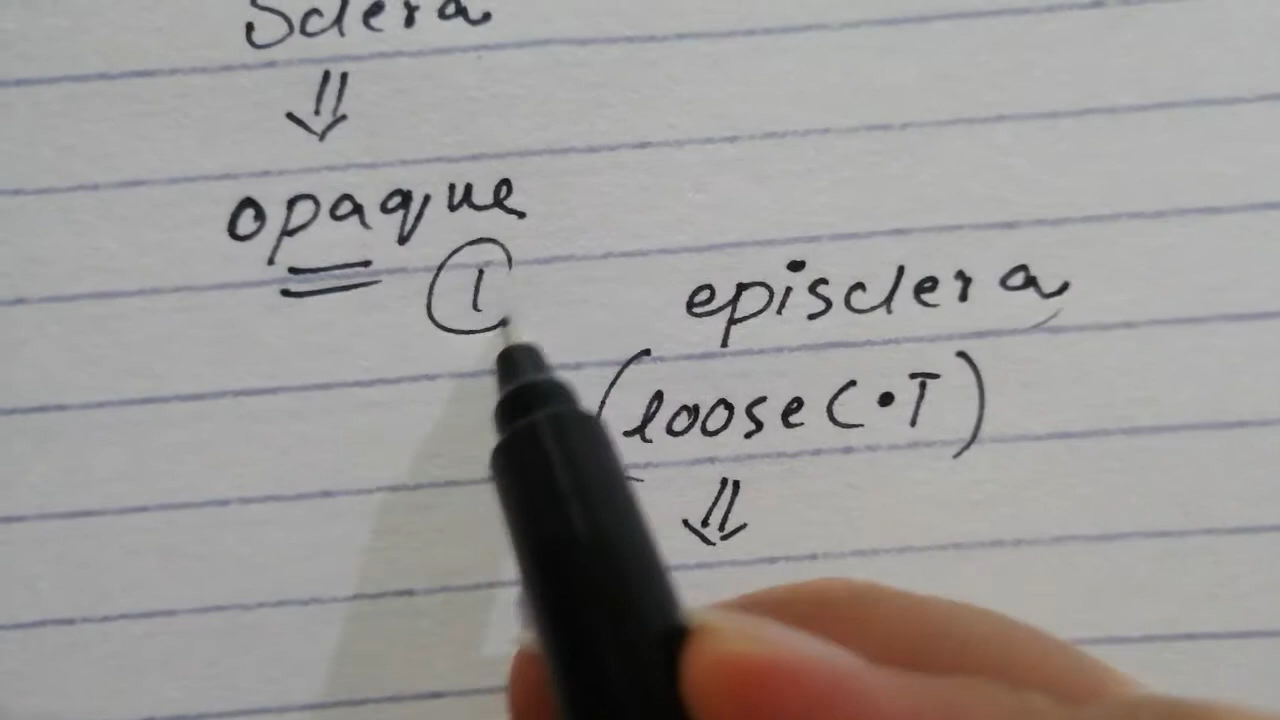 Sclera
⇓
opaque
① episclera
(loose C.T)
⇓